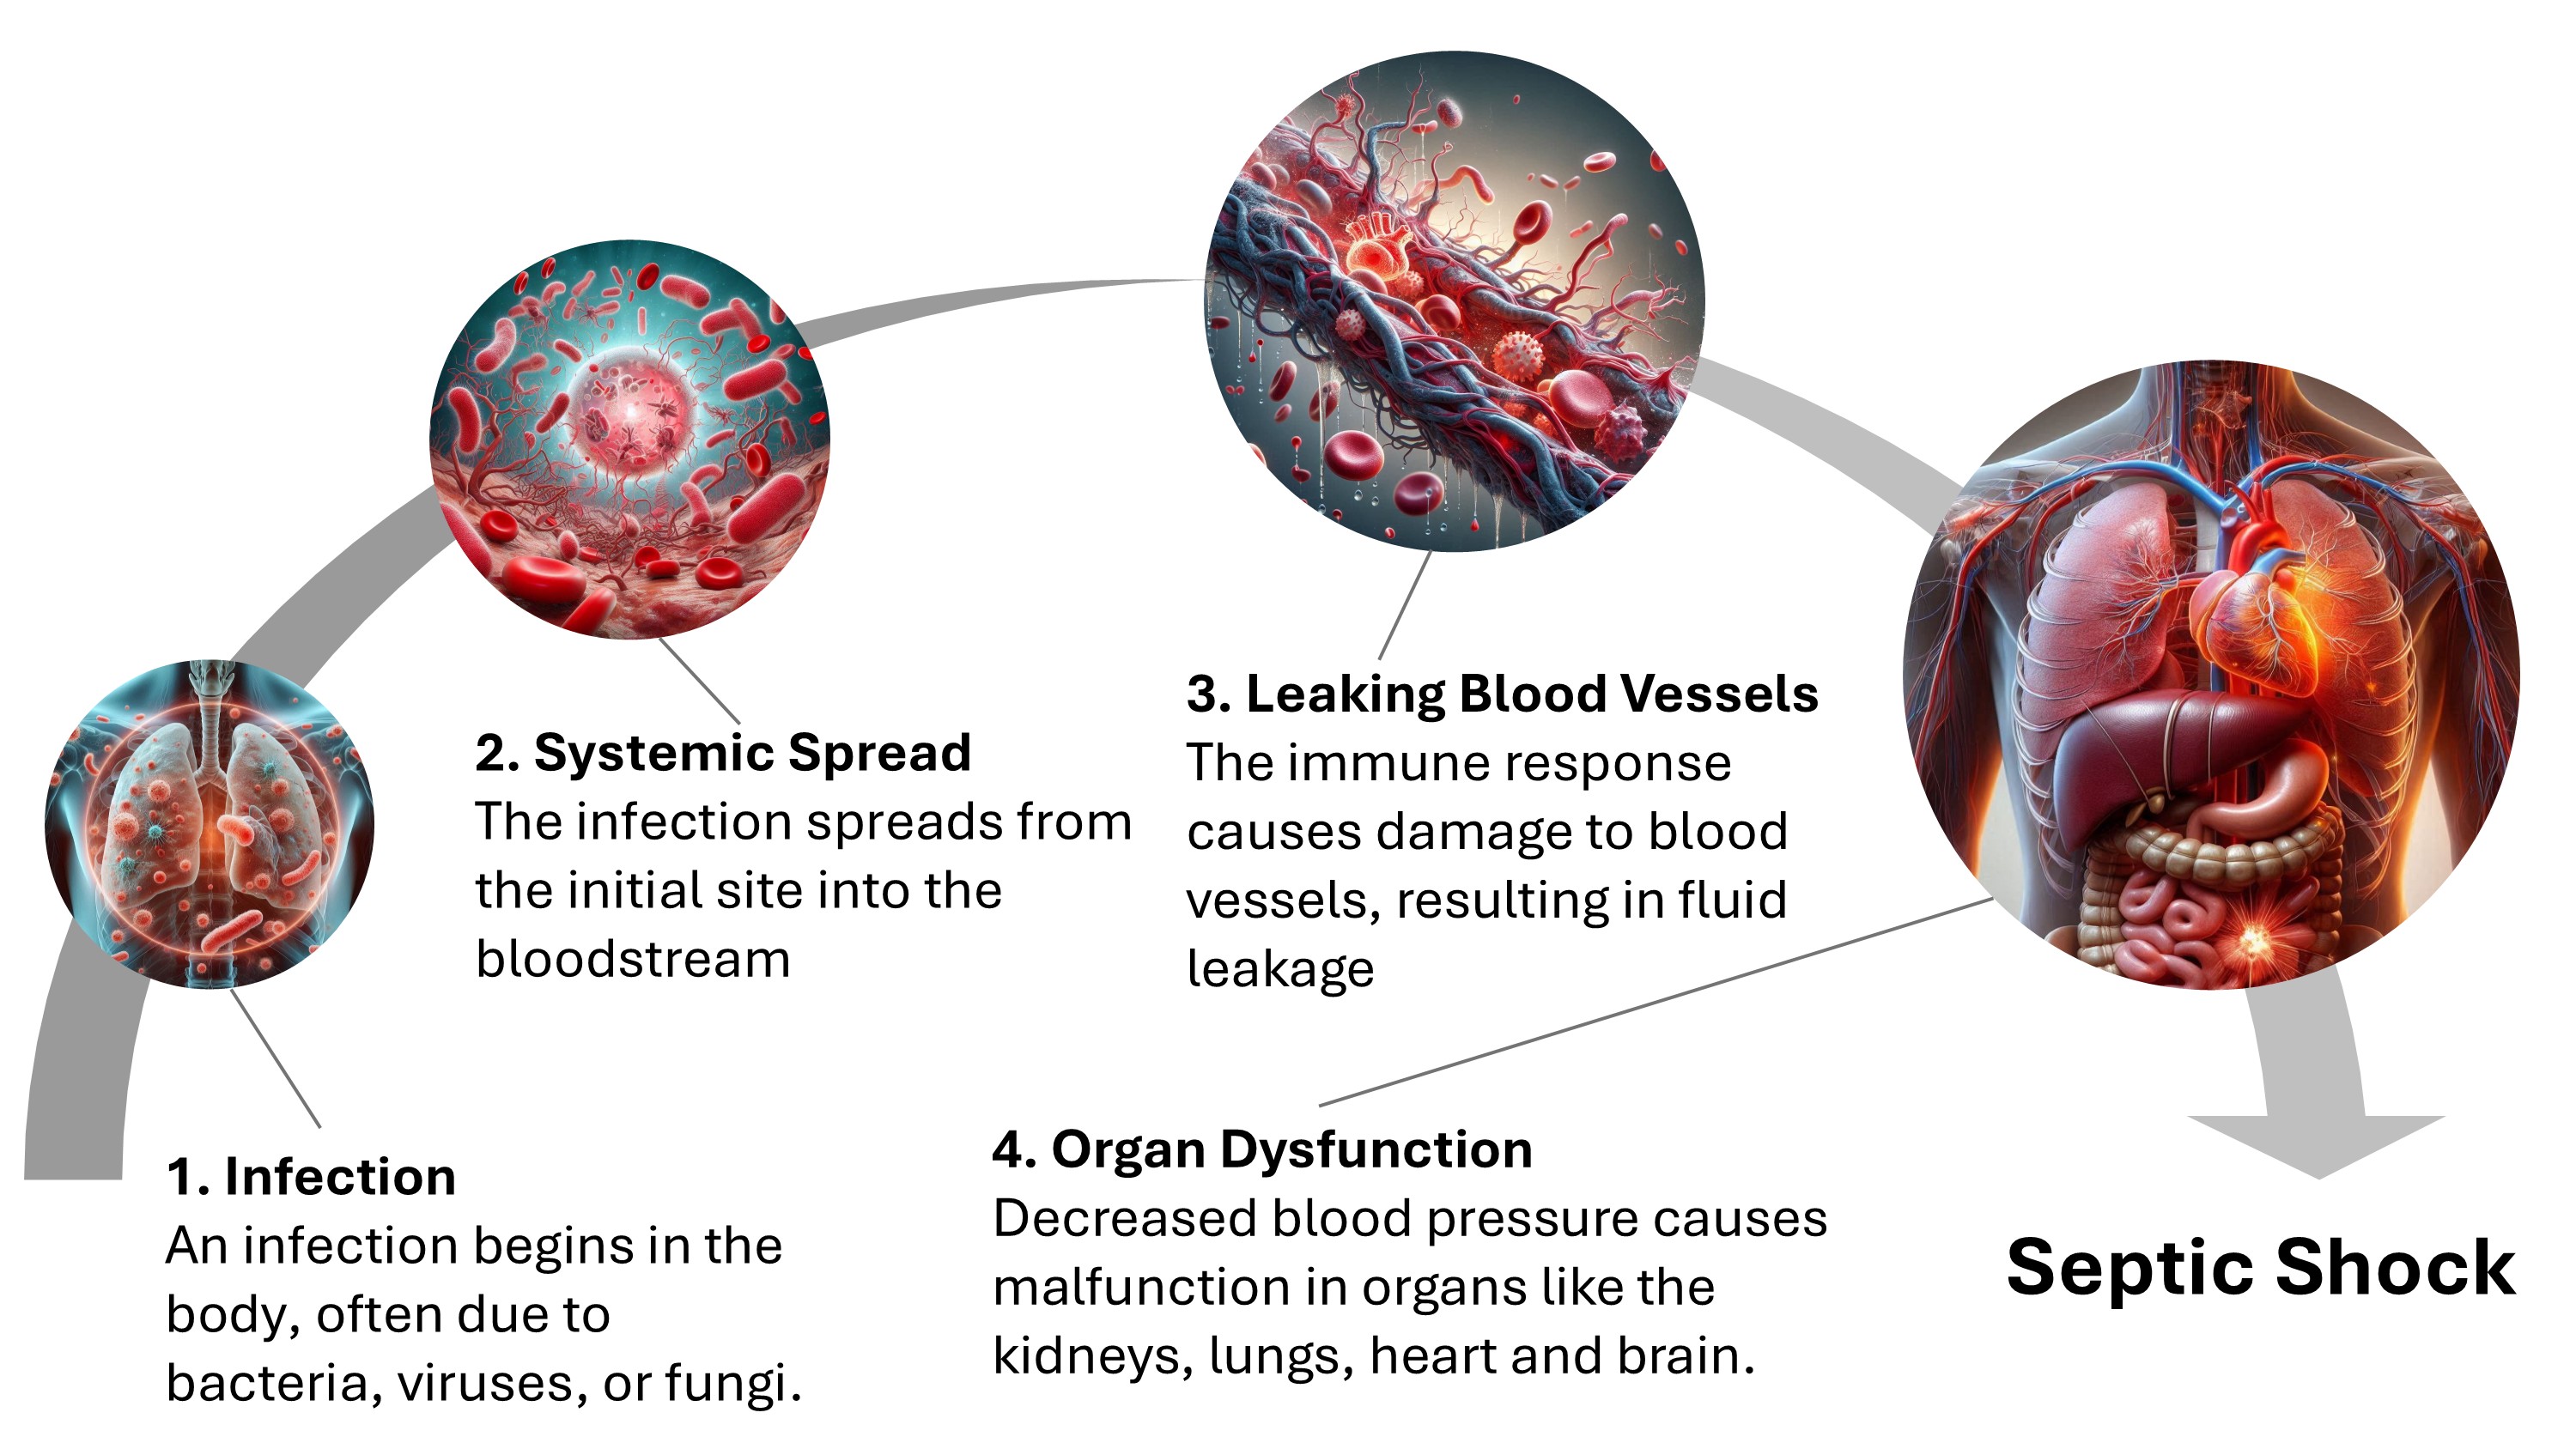 1. Infection
An infection begins in the
body, often due to
bacteria, viruses, or fungi.
2. Systemic Spread
The infection spreads from
the initial site into the
bloodstream
3. Leaking Blood Vessels
The immune response
causes damage to blood
vessels, resulting in fluid
leakage
4. Organ Dysfunction
Decreased blood pressure causes
malfunction in organs like the
kidneys, lungs, heart and brain.
Septic Shock